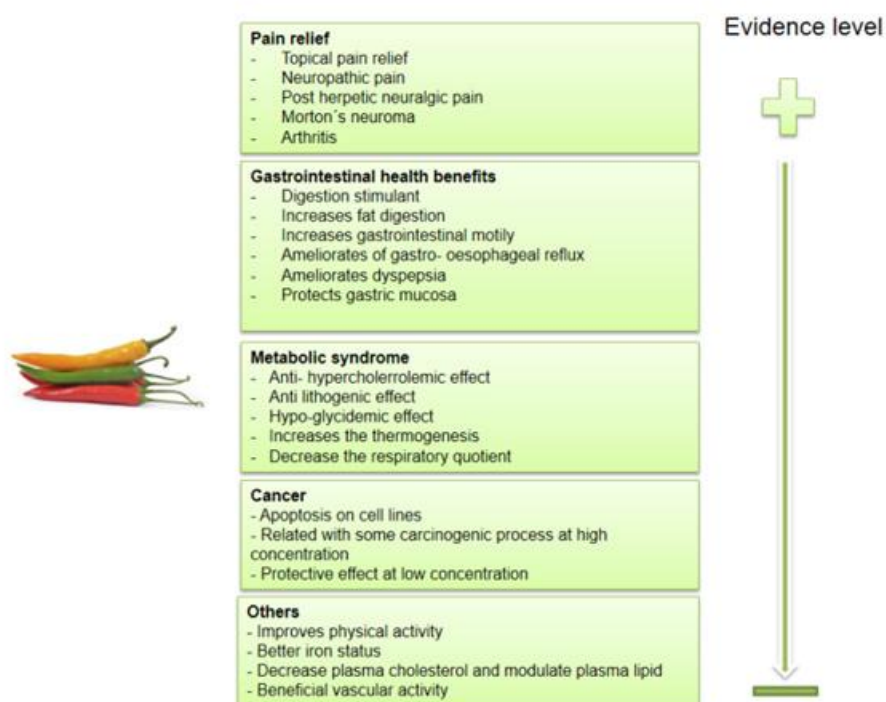 Evidence level
Pain relief
- Topical pain relief
- Neuropathic pain
- Post herpetic neuralgic pain
- Morton´s neuroma
- Arthritis
Gastrointestinal health benefits
- Digestion stimulant
- Increases fat digestion
- Increases gastrointestinal motily
- Ameliorates of gastro- oesophageal reflux
- Ameliorates dyspepsia
- Protects gastric mucosa
Metabolic syndrome
- Anti- hypercholerrolemic effect
- Anti lithogenic effect
- Hypo-glycidemic effect
- Increases the thermogenesis
- Decrease the respiratory quotient
Cancer
- Apoptosis on cell lines
- Related with some carcinogenic process at high
concentration
- Protective effect at low concentration
Others
- Improves physical activity
- Better iron status
- Decrease plasma cholesterol and modulate plasma lipid
- Beneficial vascular activity